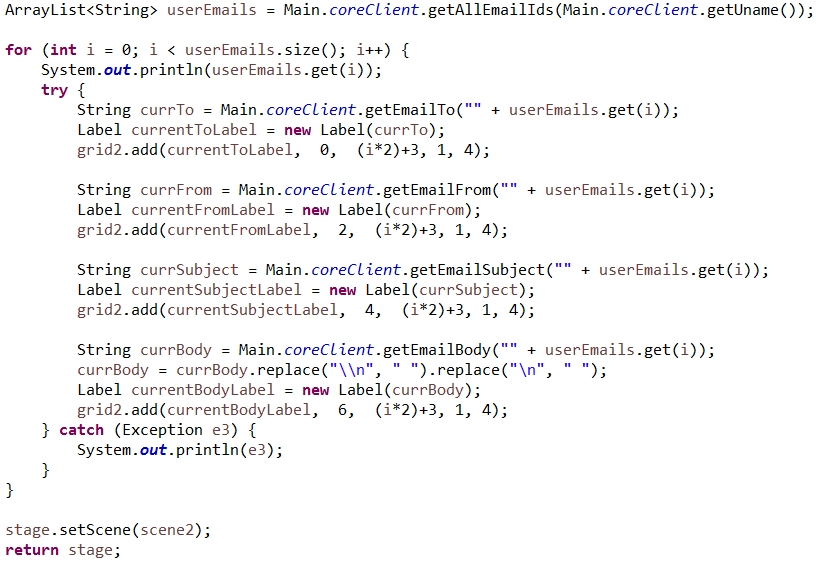 ArrayList<String> userEmails = Main.coreClient.getAllEmailIds(Main.coreClient.getUname());

for (int i = 0; i < userEmails.size(); i++) {
    System.out.println(userEmails.get(i));
    try {
        String currTo = Main.coreClient.getEmailTo("" + userEmails.get(i));
        Label currentToLabel = new Label(currTo);
        grid2.add(currentToLabel,  0,  (i*2)+3, 1, 4);

        String currFrom = Main.coreClient.getEmailFrom("" + userEmails.get(i));
        Label currentFromLabel = new Label(currFrom);
        grid2.add(currentFromLabel,  2,  (i*2)+3, 1, 4);

        String currSubject = Main.coreClient.getEmailSubject("" + userEmails.get(i));
        Label currentSubjectLabel = new Label(currSubject);
        grid2.add(currentSubjectLabel,  4,  (i*2)+3, 1, 4);

        String currBody = Main.coreClient.getEmailBody("" + userEmails.get(i));
        currBody = currBody.replace("\\n", " ").replace("\n", " ");
        Label currentBodyLabel = new Label(currBody);
        grid2.add(currentBodyLabel,  6,  (i*2)+3, 1, 4);
    } catch (Exception e3) {
        System.out.println(e3);
    }
}

stage.setScene(scene2);
return stage;